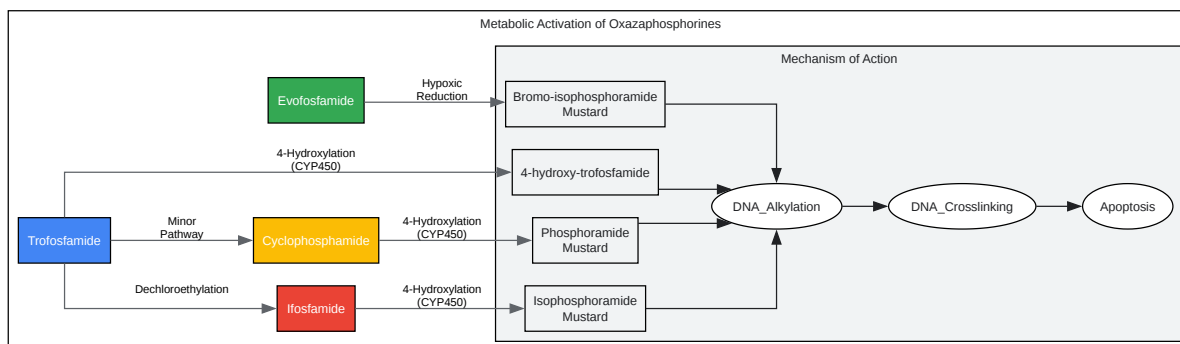 Metabolic Activation of Oxazaphosphorines
Mechanism of Action
Evofosfamide
Hypoxic
Reduction
Bromo-isophosphoramide
Mustard
4-Hydroxylation
(CYP450)
4-hydroxy-trofosfamide
Trofosfamide
Minor
Pathway
Cyclophosphamide
4-Hydroxylation
(CYP450)
Phosphoramide
Mustard
DNA_Alkylation
DNA_Crosslinking
Apoptosis
Dechloroethylation
Ifosfamide
4-Hydroxylation
(CYP450)
Isophosphoramide
Mustard